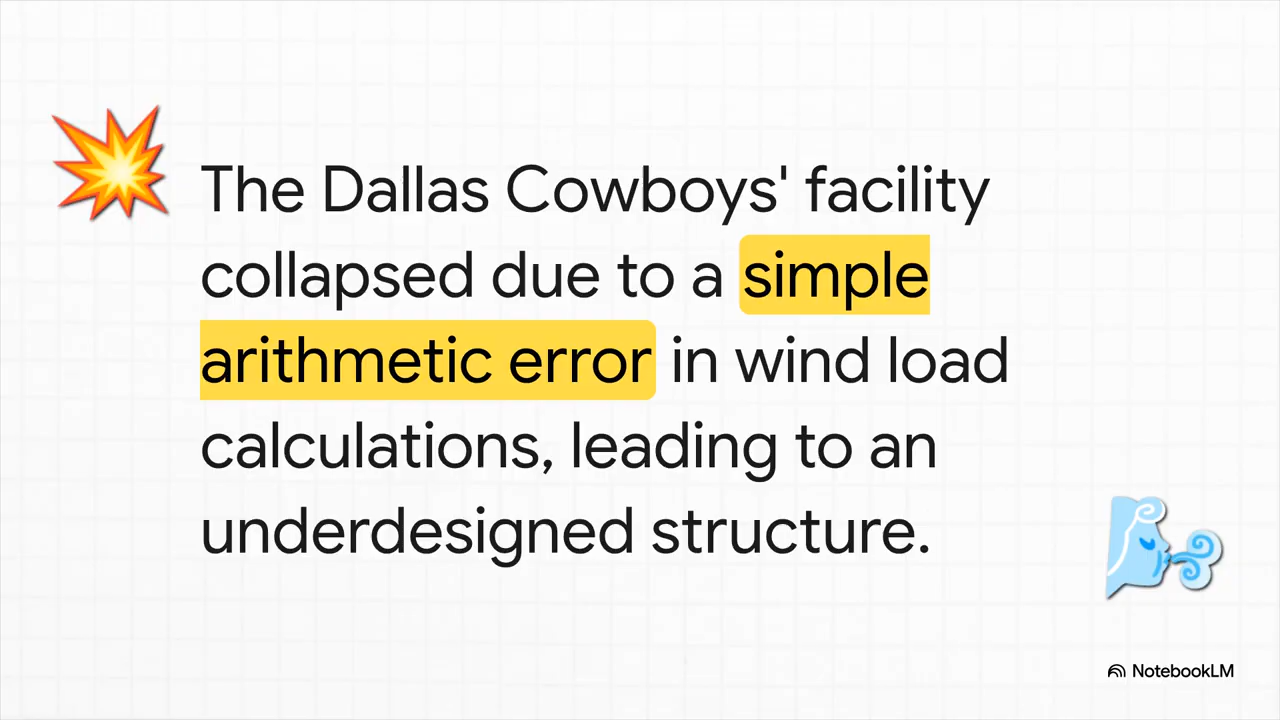 The Dallas Cowboys' facility
collapsed due to a simple
arithmetic error in wind load
calculations, leading to an
underdesigned structure.
NotebookLM